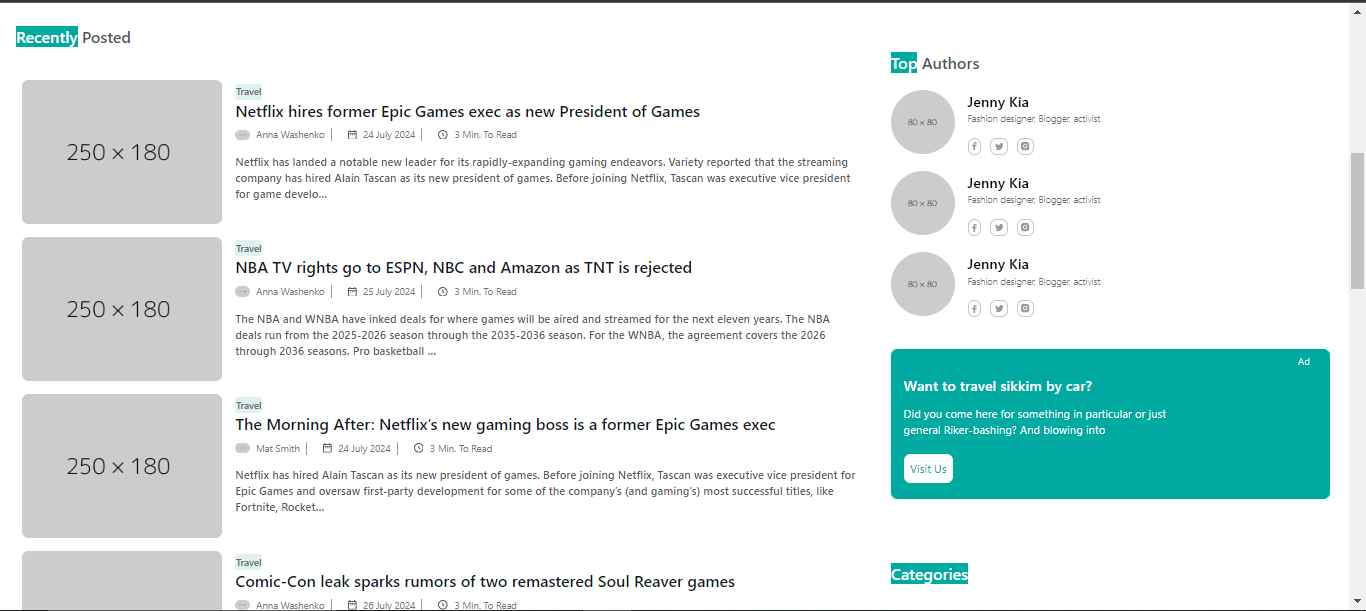 Recently Posted
250 × 180
Travel
Netflix hires former Epic Games exec as new President of Games
Anna Washenko | 24 July 2024 | 3 Min. To Read
Netflix has landed a notable new leader for its rapidly-expanding gaming endeavors. Variety reported that the streaming
company has hired Alain Tascan as its new president of games. Before joining Netflix, Tascan was executive vice president
for game develo...
250 × 180
Travel
NBA TV rights go to ESPN, NBC and Amazon as TNT is rejected
Anna Washenko | 25 July 2024 | 3 Min. To Read
The NBA and WNBA have inked deals for where games will be aired and streamed for the next eleven years. The NBA
deals run from the 2025-2026 season through the 2035-2036 season. For the WNBA, the agreement covers the 2026
through 2036 seasons. Pro basketball ...
250 × 180
Travel
The Morning After: Netflix’s new gaming boss is a former Epic Games exec
Mat Smith | 24 July 2024 | 3 Min. To Read
Netflix has hired Alain Tascan as its new president of games. Before joining Netflix, Tascan was executive vice president for
Epic Games and oversaw first-party development for some of the company’s (and gaming’s) most successful titles, like
Fortnite, Rocket...
Travel
Comic-Con leak sparks rumors of two remastered Soul Reaver games
Anna Washenko | 26 July 2024 | 3 Min. To Read
Top Authors
80 × 80
Jenny Kia
Fashion designer, Blogger, activist
80 × 80
Jenny Kia
Fashion designer, Blogger, activist
80 × 80
Jenny Kia
Fashion designer, Blogger, activist
Ad
Want to travel sikkim by car?
Did you come here for something in particular or just
general Riker-bashing? And blowing into
Visit Us
Categories